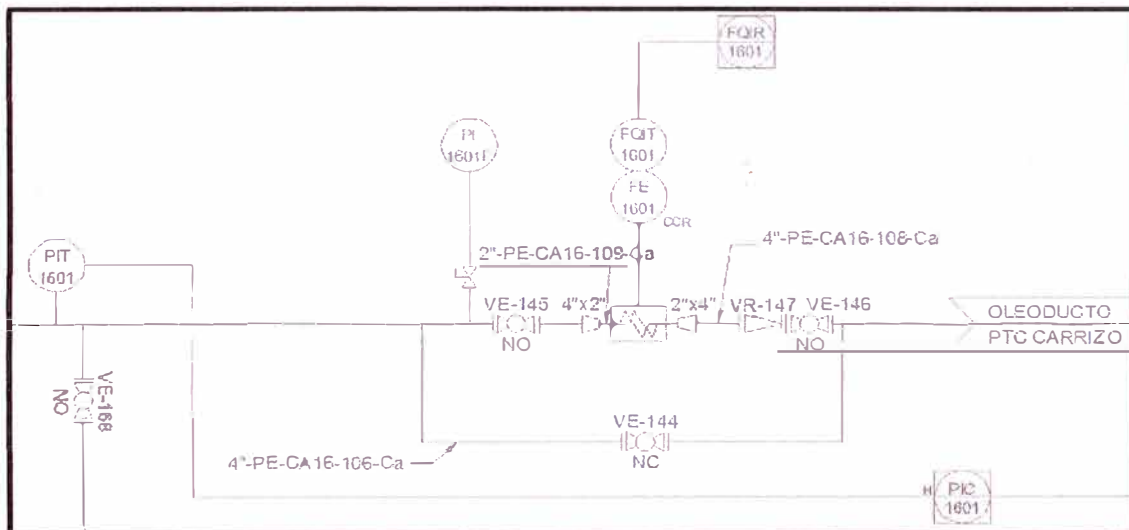 FQIR
1601
PI
1601F
FQIT
1601
FE
1601
CCR
PIT
1601
2"-PE-CA16-109-Ca
4"-PE-CA16-108-Ca
VE-145
4"x2"
2"x4"
VR-147
VE-146
NO
NO
OLEODUCTO
PTO CARRIZO
VE-168
NO
VE-144
NC
4"-PE-CA16-106-Ca
H
PIC
1601